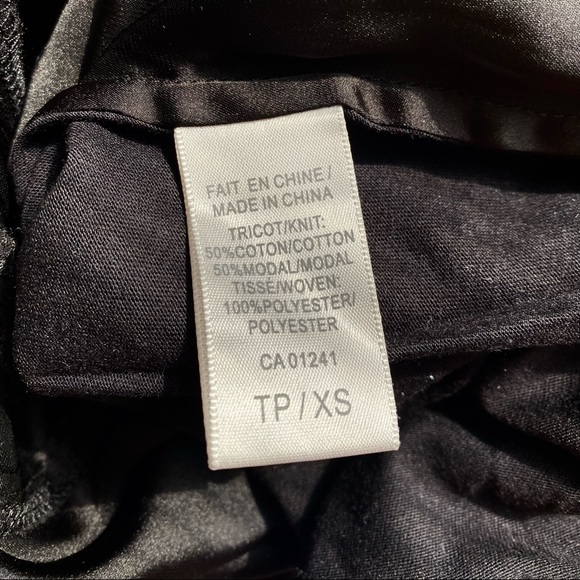 FAIT EN CHINE/
MADE IN CHINA
TRICOT/KNIT:
50%COTON/COTTON
50%MODAL/MODAL
TISSÉ/WOVEN:
100%POLYESTER/
POLYESTER
CA 01241
TP / XS